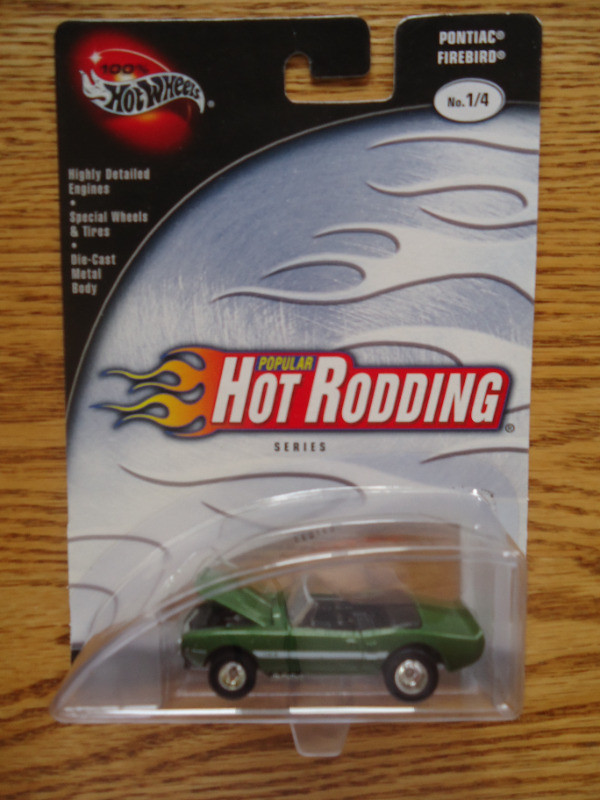 100%
HOT WHEELS®
PONTIAC®
FIREBIRD®
No. 1/4
Highly Detailed
Engines
•
Special Wheels
& Tires
•
Die-Cast
Metal
Body
POPULAR
HOT RODDING®
SERIES
SERIES